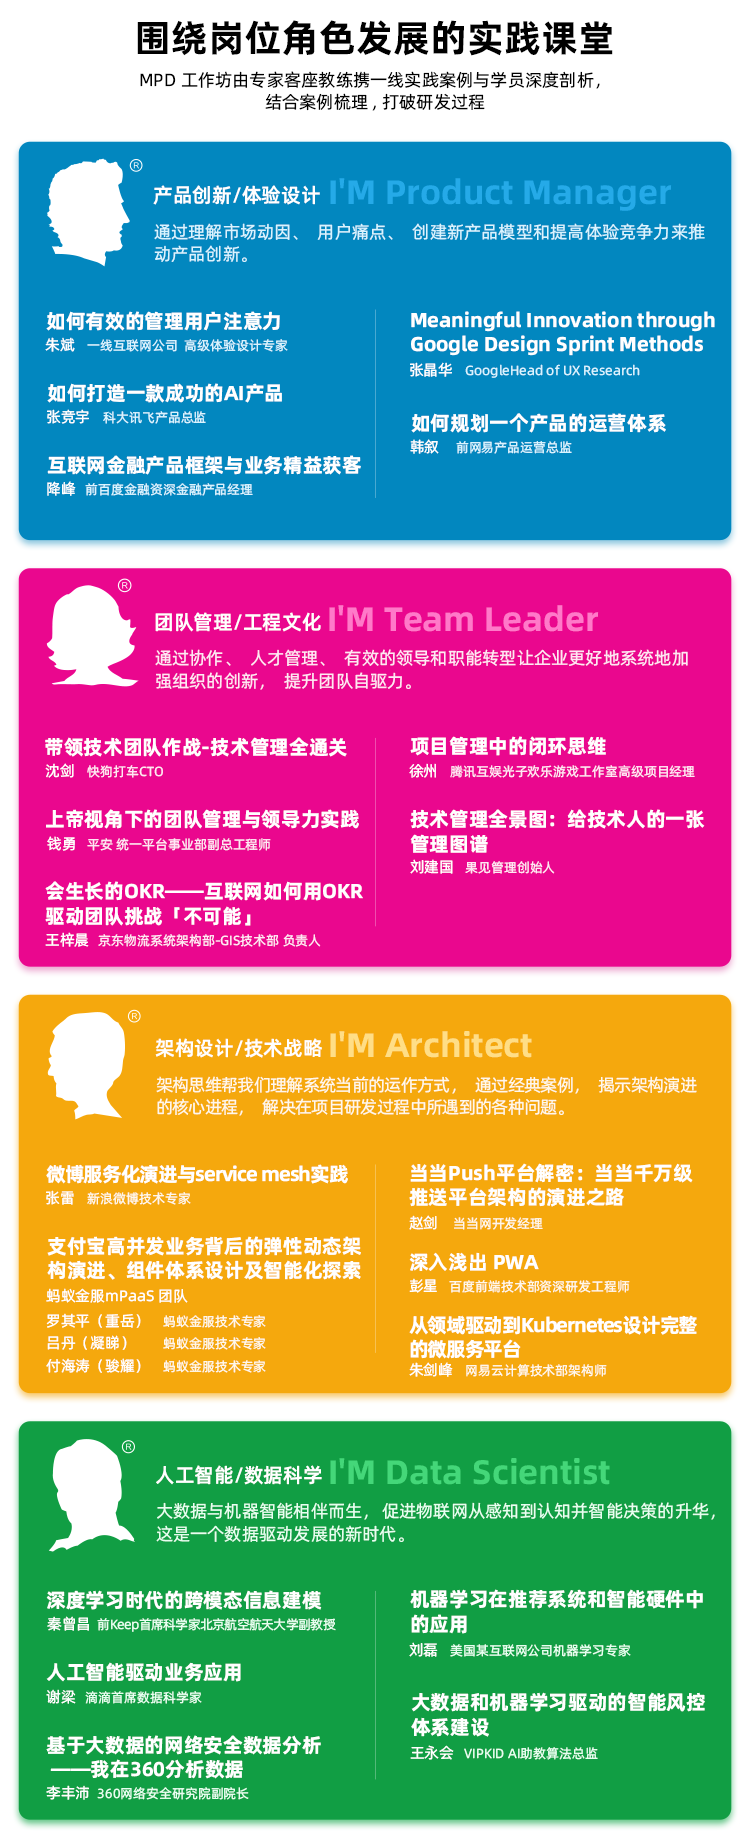 围绕岗位角色发展的实践课堂
MPD 工作坊由专家客座教练携一线实践案例与学员深度剖析，
结合案例梳理，打破研发过程
®
产品创新/体验设计 I'M Product Manager
通过理解市场动因、 用户痛点、 创建新产品模型和提高体验竞争力来推
动产品创新。
如何有效的管理用户注意力
朱斌 一线互联网公司 高级体验设计专家
如何打造一款成功的AI产品
张竞宇 科大讯飞产品总监
互联网金融产品框架与业务精益获客
降峰 前百度金融资深金融产品经理
Meaningful Innovation through
Google Design Sprint Methods
张晶华 GoogleHead of UX Research
如何规划一个产品的运营体系
韩叙 前网易产品运营总监
®
团队管理/工程文化 I'M Team Leader
通过协作 、 人才管理、 有效的领导和职能转型让企业更好地系统地加
强组织的创新， 提升团队自驱力。
带领技术团队作战-技术管理全通关
沈剑 快狗打车CTO
上帝视角下的团队管理与领导力实践
钱勇 平安 统一平台事业部副总工程师
会生长的OKR——互联网如何用OKR
驱动团队挑战「不可能」
王梓晨 京东物流系统架构部-GIS技术部 负责人
项目管理中的闭环思维
徐州 腾讯互娱光子欢乐游戏工作室高级项目经理
技术管理全景图：给技术人的一张
管理图谱
刘建国 果见管理创始人
®
架构设计/技术战略 I'M Architect
架构思维帮我们理解系统当前的运作方式， 通过经典案例， 揭示架构演进
的核心进程， 解决在项目研发过程中所遇到的各种问题。
微博服务化演进与service mesh实践
张雷 新浪微博技术专家
支付宝高并发业务背后的弹性动态架
构演进、组件体系设计及智能化探索
蚂蚁金服mPaaS 团队
罗其平（重岳） 蚂蚁金服技术专家
吕丹（凝睇） 蚂蚁金服技术专家
付海涛（骏耀） 蚂蚁金服技术专家
当当Push平台解密：当当千万级
推送平台架构的演进之路
赵剑 当当网开发经理
深入浅出 PWA
彭星 百度前端技术部资深研发工程师
从领域驱动到Kubernetes设计完整
的微服务平台
朱剑峰 网易云计算技术部架构师
®
人工智能/数据科学 I'M Data Scientist
大数据与机器智能相伴而生， 促进物联网从感知到认知并智能决策的升华，
这是一个数据驱动发展的新时代。
深度学习时代的跨模态信息建模
秦曾昌 前Keep首席科学家北京航空航天大学副教授
人工智能驱动业务应用
谢梁 滴滴首席数据科学家
基于大数据的网络安全数据分析
——我在360分析数据
李丰沛 360网络安全研究院副院长
机器学习在推荐系统和智能硬件中
的应用
刘磊 美国某互联网公司机器学习专家
大数据和机器学习驱动的智能风控
体系建设
王永会 VIPKID AI助教算法总监